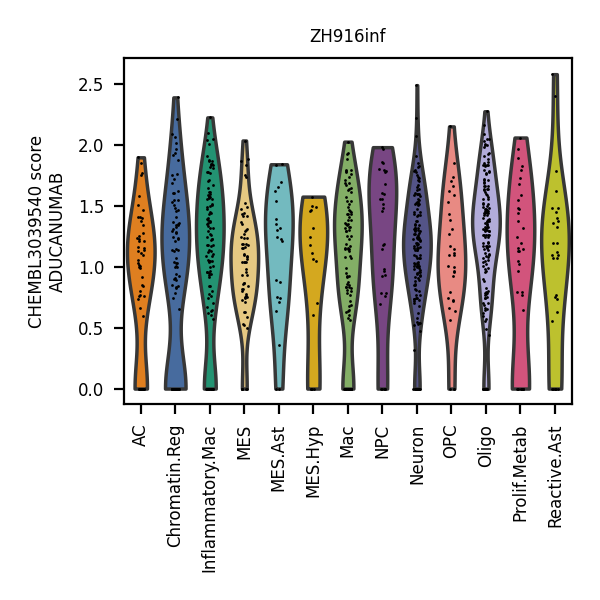 ZH916inf
CHEMBL3039540 score
ADUCANUMAB
2.5
2.0
1.5
1.0
0.5
0.0
AC
Chromatin.Reg
Inflammatory.Mac
MES
MES.Ast
MES.Hyp
Mac
NPC
Neuron
OPC
Oligo
Prolif.Metab
Reactive.Ast